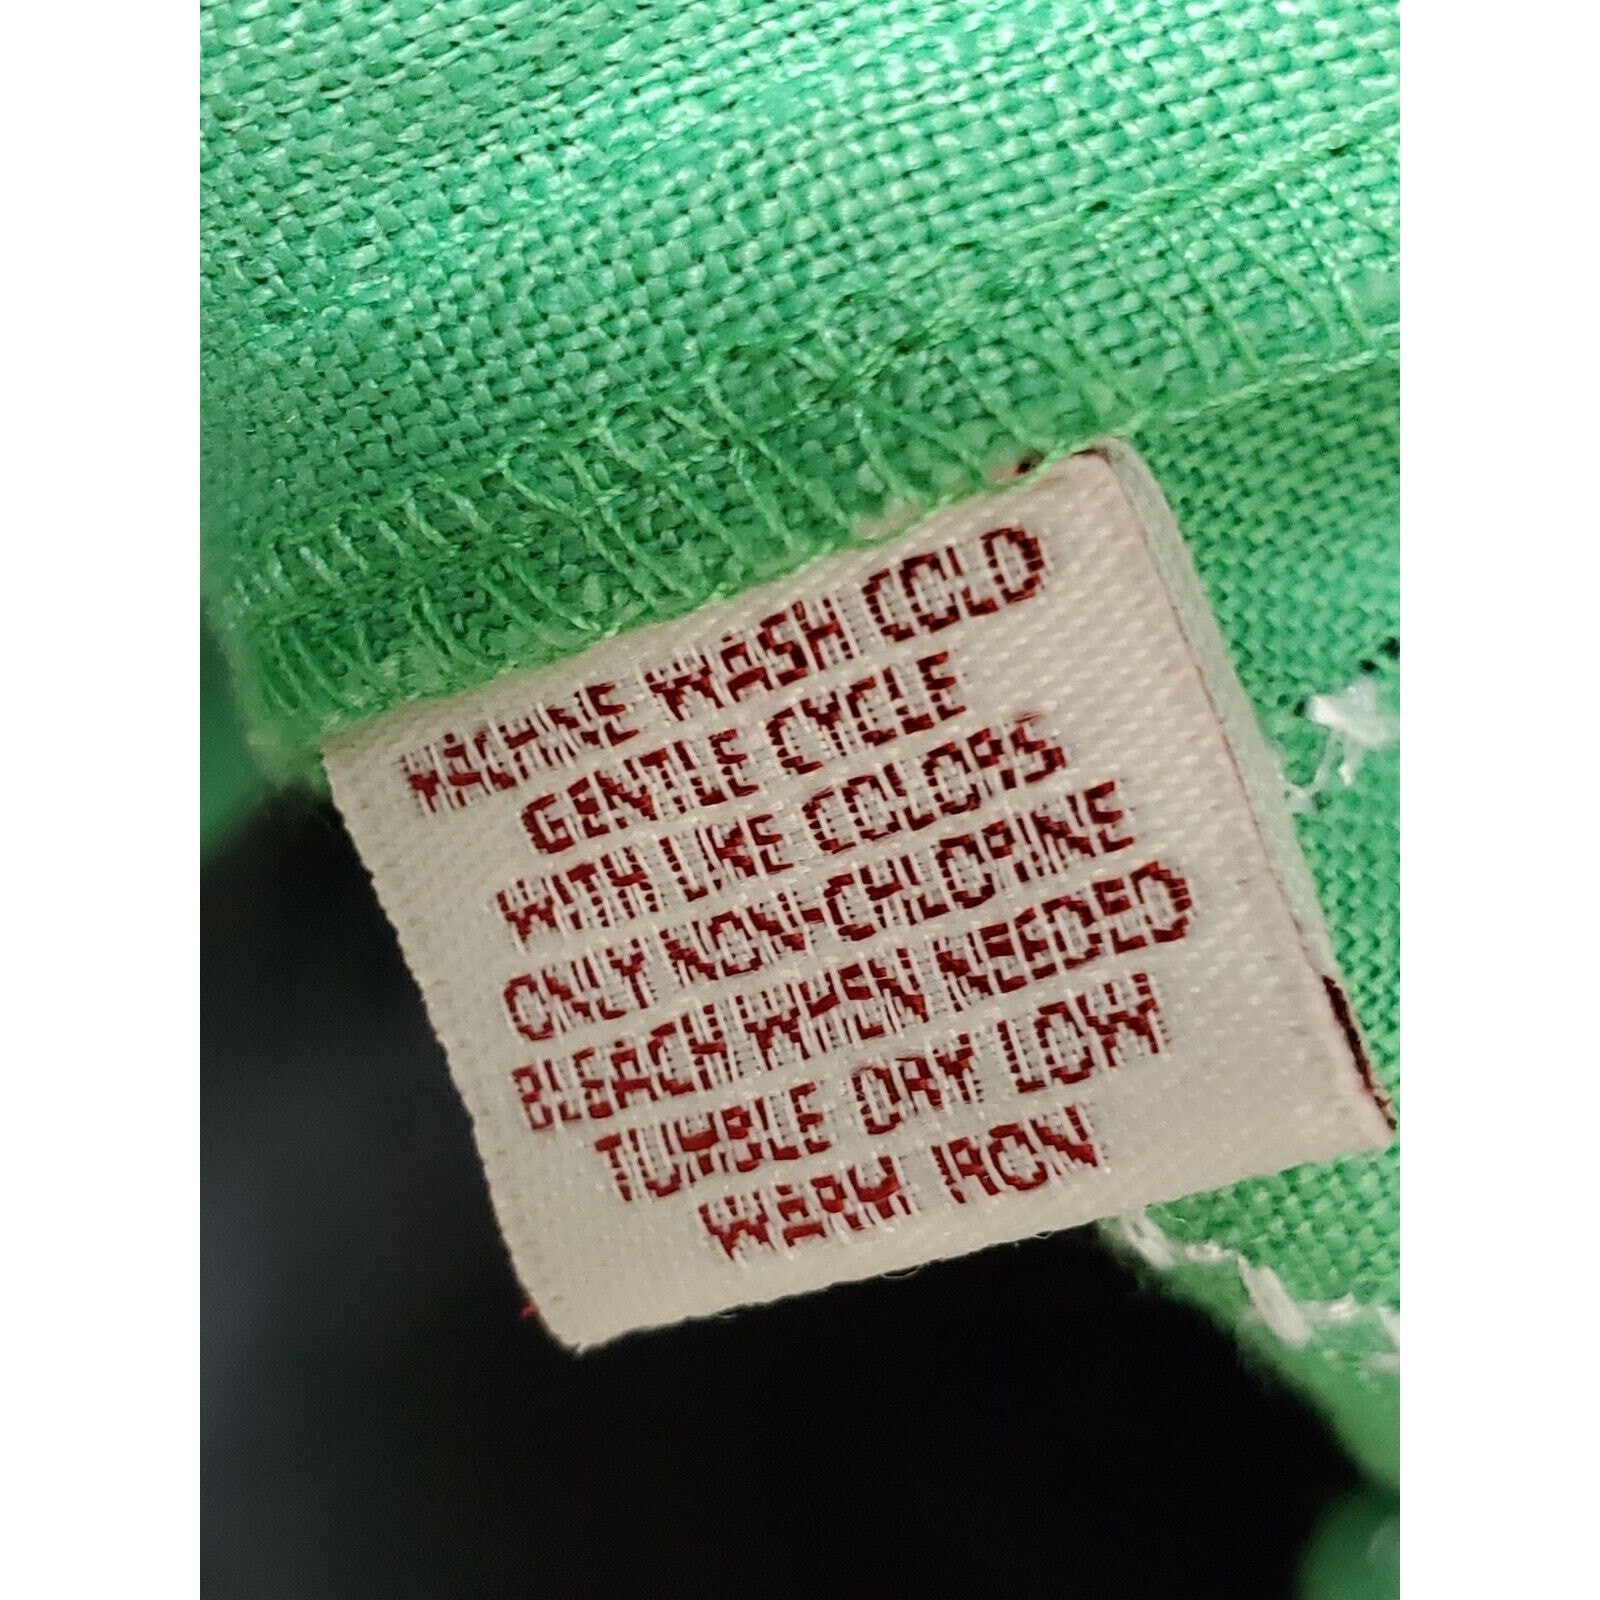 MACHINE WASH COLD
GENTLE CYCLE
WITH LIKE COLORS
ONLY NON-CHLORINE
BLEACH WHEN NEEDED
TUMBLE DRY LOW
WARM IRON